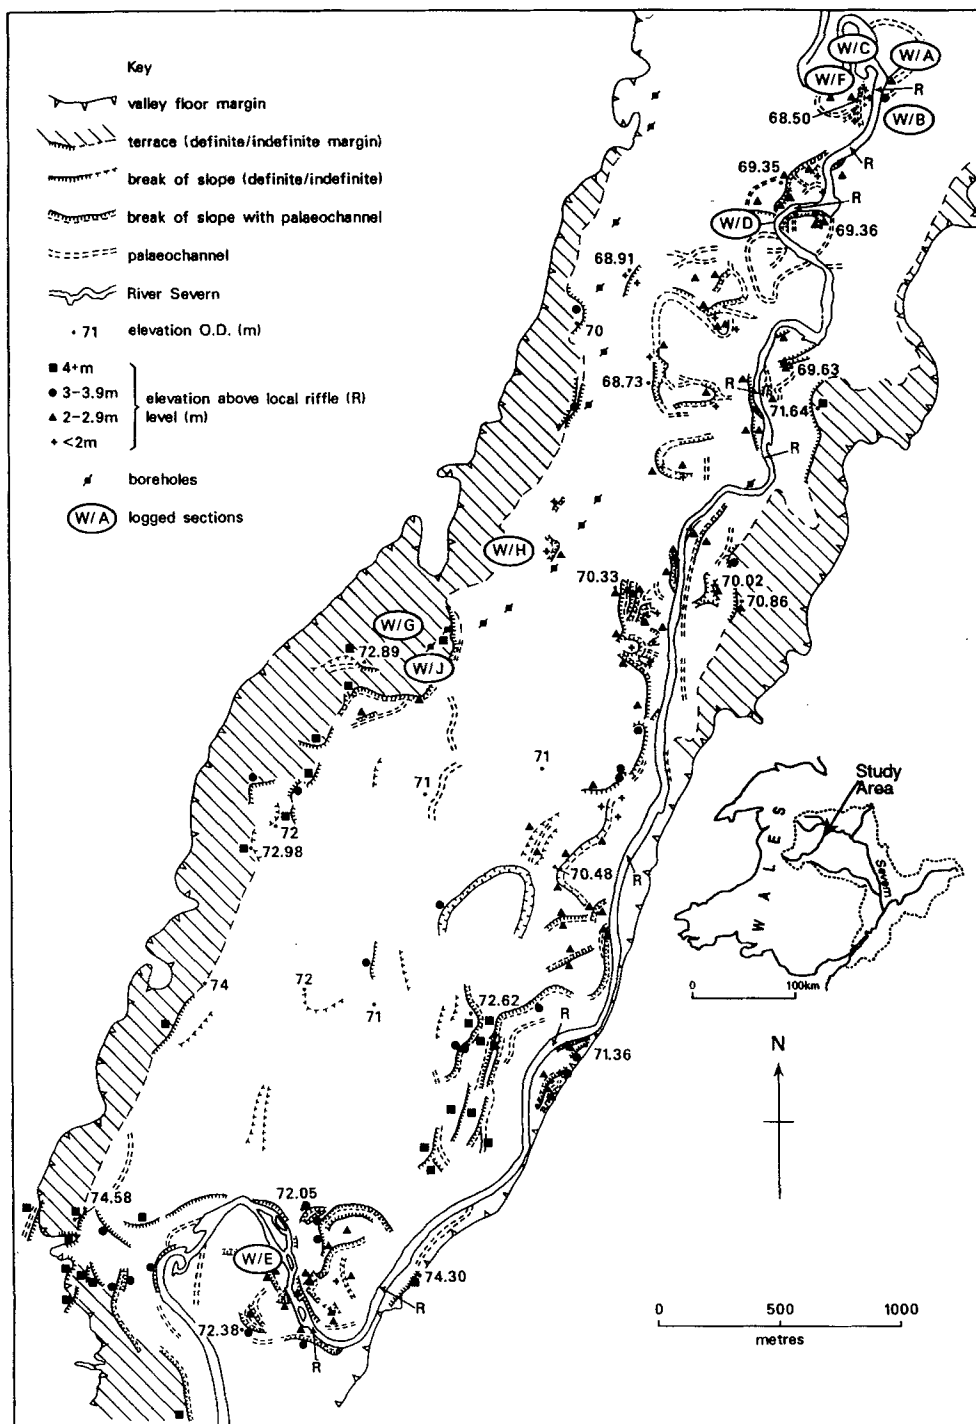 Key
valley floor margin
terrace (definite/indefinite margin)
break of slope (definite/indefinite)
break of slope with palaeochannel
palaeochannel
River Severn
71 elevation O.D. (m)
4+m
3–3.9m
2–2.9m
<2m
elevation above local riffle (R)
level (m)
boreholes
W/A logged sections
W/C
W/A
W/F
R
68.50
W/B
R
69.35
R
W/D
69.36
68.91
70
69.63
68.73
R
71.64
R
W/H
70.33
70.02
70.86
W/G
72.89
W/J
71
71
72
72.98
Study
Area
WALES
Severn
0 100km
R
70.48
74
72
71
72.62
R
71.36
N
74.58
72.05
W/E
74.30
R
72.38
R
0 500 1000
metres